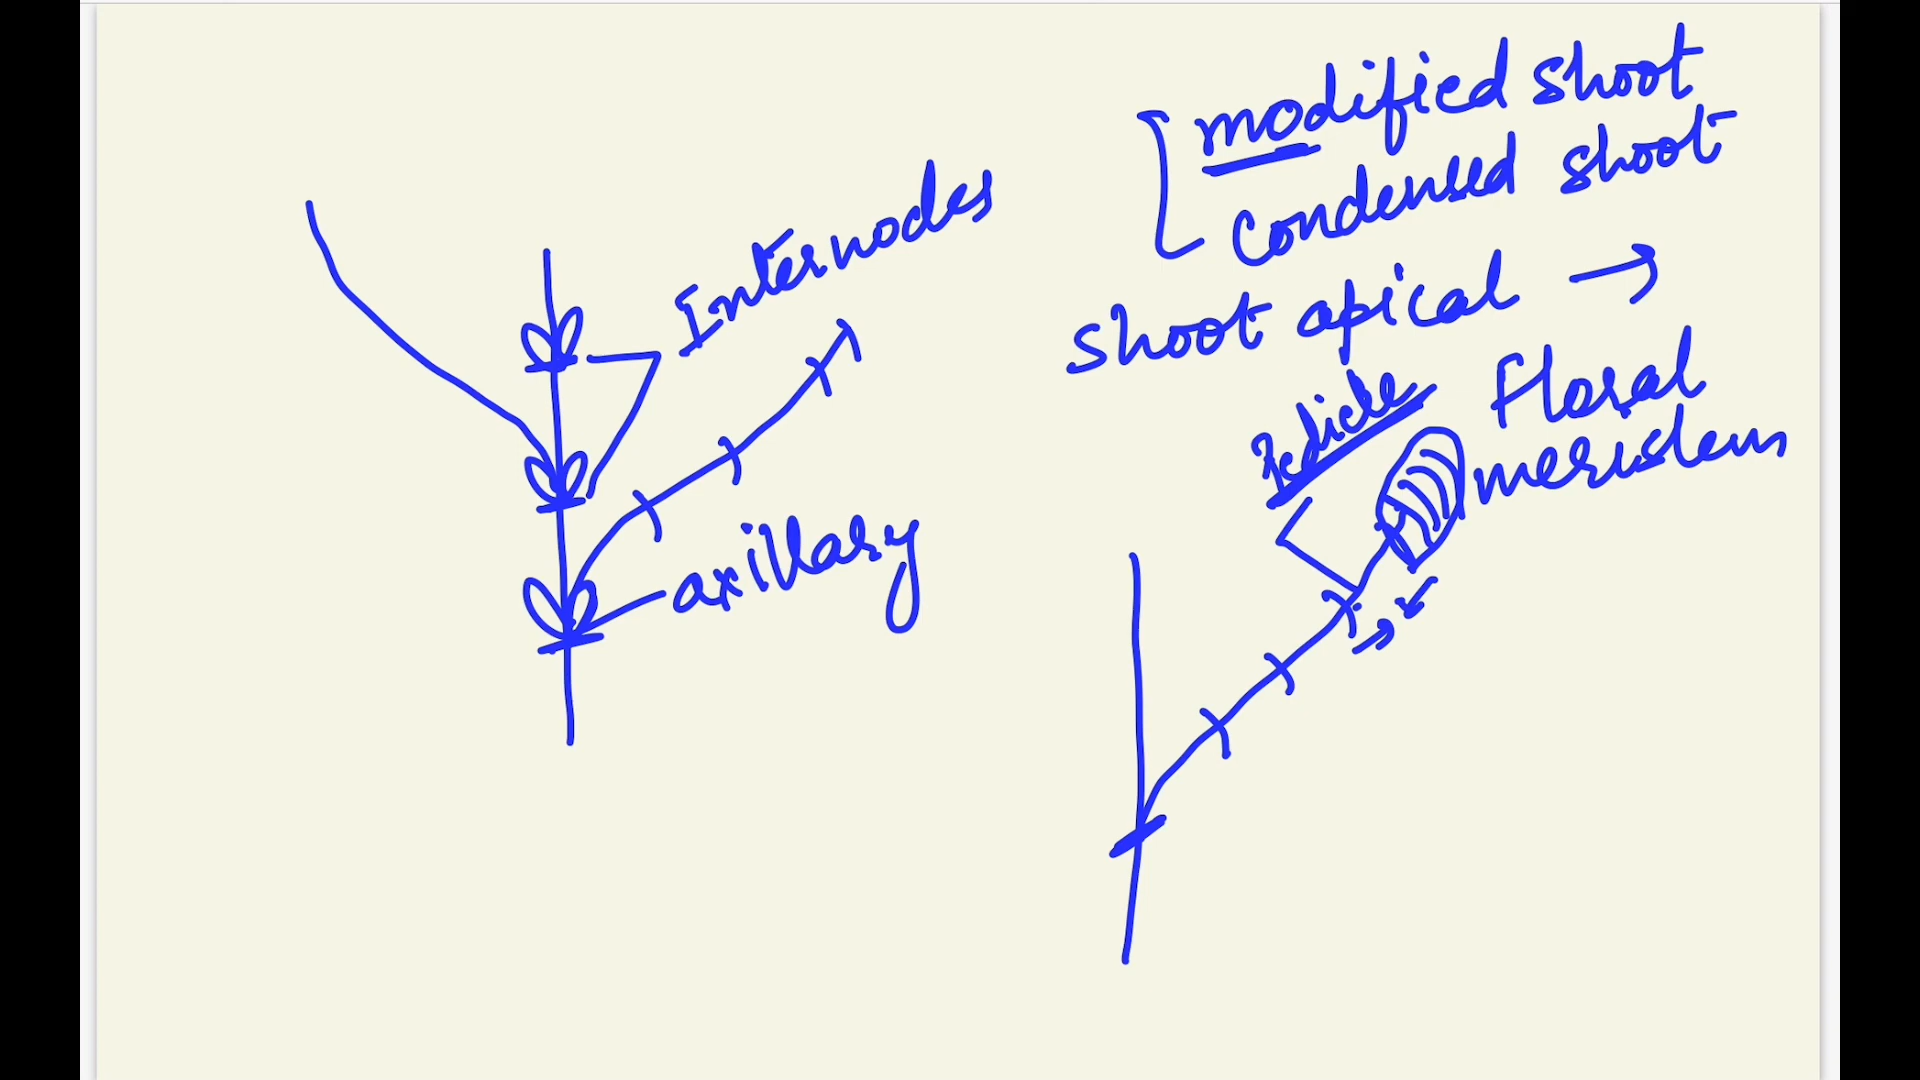 modified shoot
condensed shoot
Internodes
shoot apical →
Floral
meristem
Pedicle
axillary